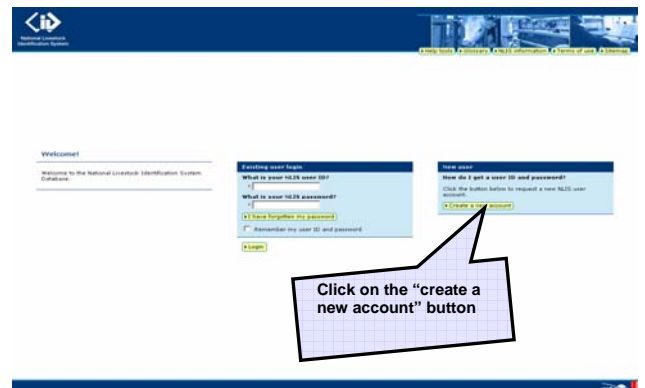 National Livestock
Identification System
Help tools Glossary NLIS information Terms of use Sitemap
Welcome!
Welcome to the National Livestock Identification System
Database.
Existing user login
What is your NLIS user ID?
*
What is your NLIS password?
*
I have forgotten my password
Remember my user ID and password
Login
New user
How do I get a user ID and password?
Click the button below to request a new NLIS user
account.
Create a new account
Click on the “create a
new account” button